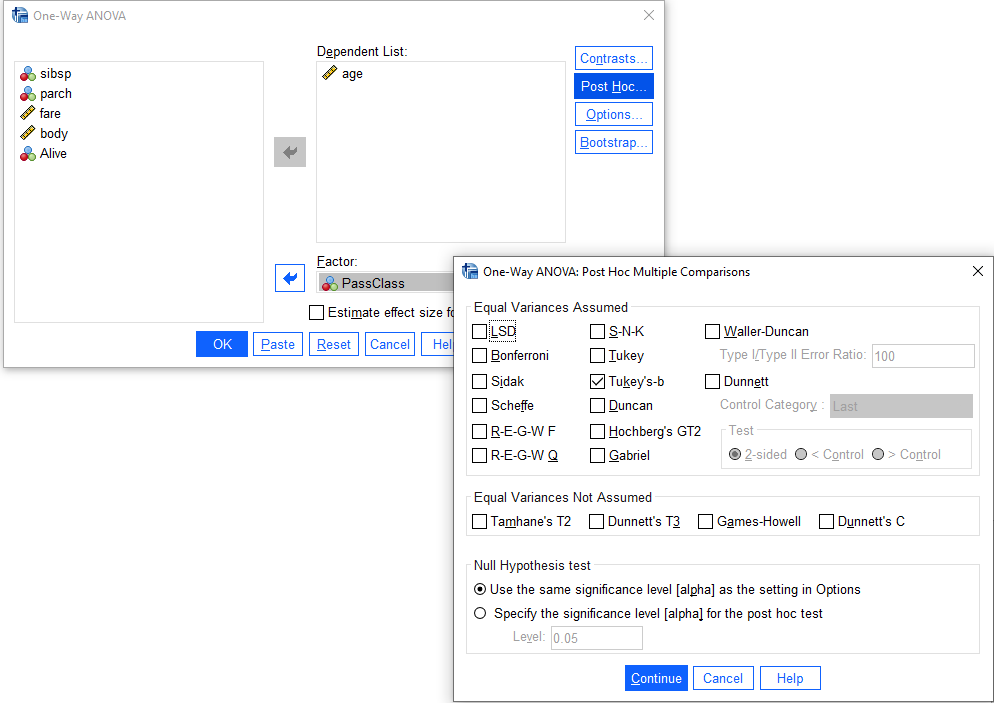 One-Way ANOVA
Dependent List:
sibsp
parch
fare
body
Alive
age
Contrasts...
Post Hoc...
Options...
Bootstrap...
Factor:
PassClass
Estimate effect size fo
OK Paste Reset Cancel Help
One-Way ANOVA: Post Hoc Multiple Comparisons
Equal Variances Assumed
LSD S-N-K Waller-Duncan
Bonferroni Tukey Type I/Type II Error Ratio: 100
Sidak Tukey's-b Dunnett
Scheffe Duncan Control Category : Last
R-E-G-W F Hochberg's GT2 Test
R-E-G-W Q Gabriel 2-sided < Control > Control
Equal Variances Not Assumed
Tamhane's T2 Dunnett's T3 Games-Howell Dunnett's C
Null Hypothesis test
Use the same significance level [alpha] as the setting in Options
Specify the significance level [alpha] for the post hoc test
Level: 0.05
Continue Cancel Help